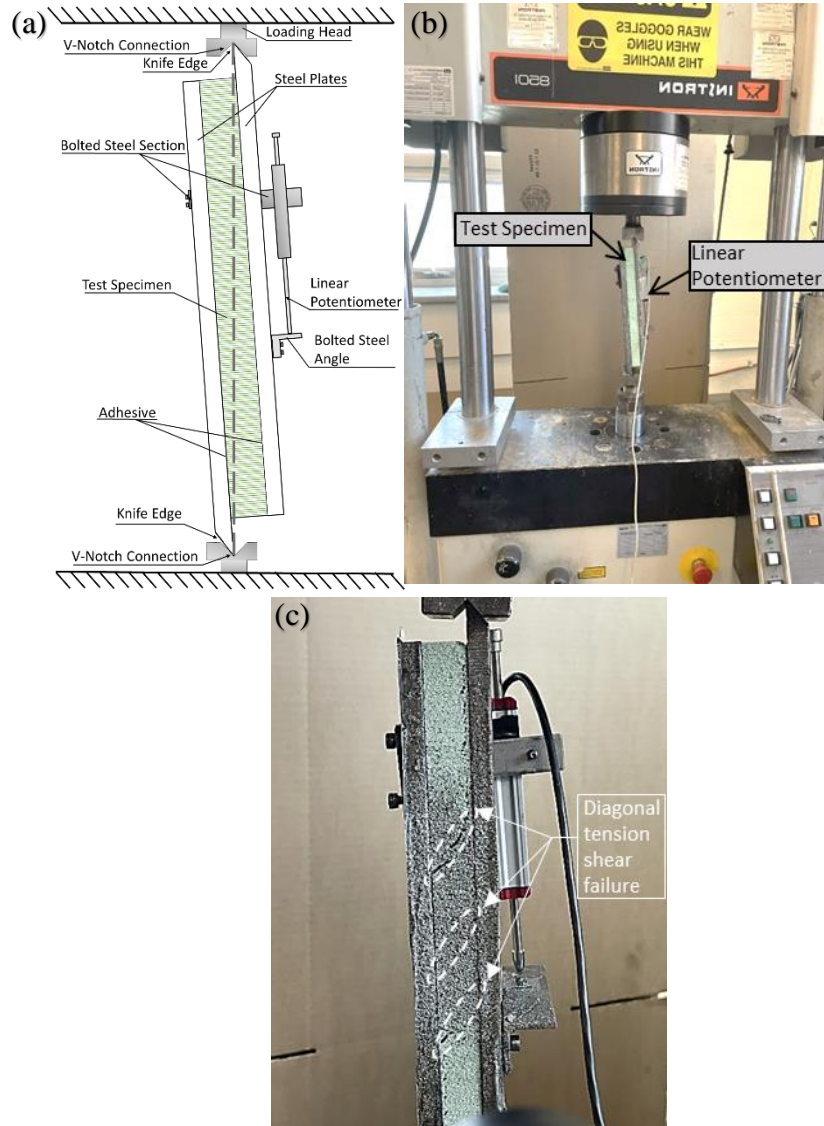 (a)
Loading Head
V-Notch Connection
Knife Edge
Steel Plates
Bolted Steel Section
Test Specimen
Linear
Potentiometer
Bolted Steel
Angle
Adhesive
Knife Edge
V-Notch Connection
(b)
WEAR GOGGLES
WHEN USING
THIS MACHINE
INSTRON
8501
INSTRON
Test Specimen
Linear
Potentiometer
(c)
Diagonal
tension
shear
failure